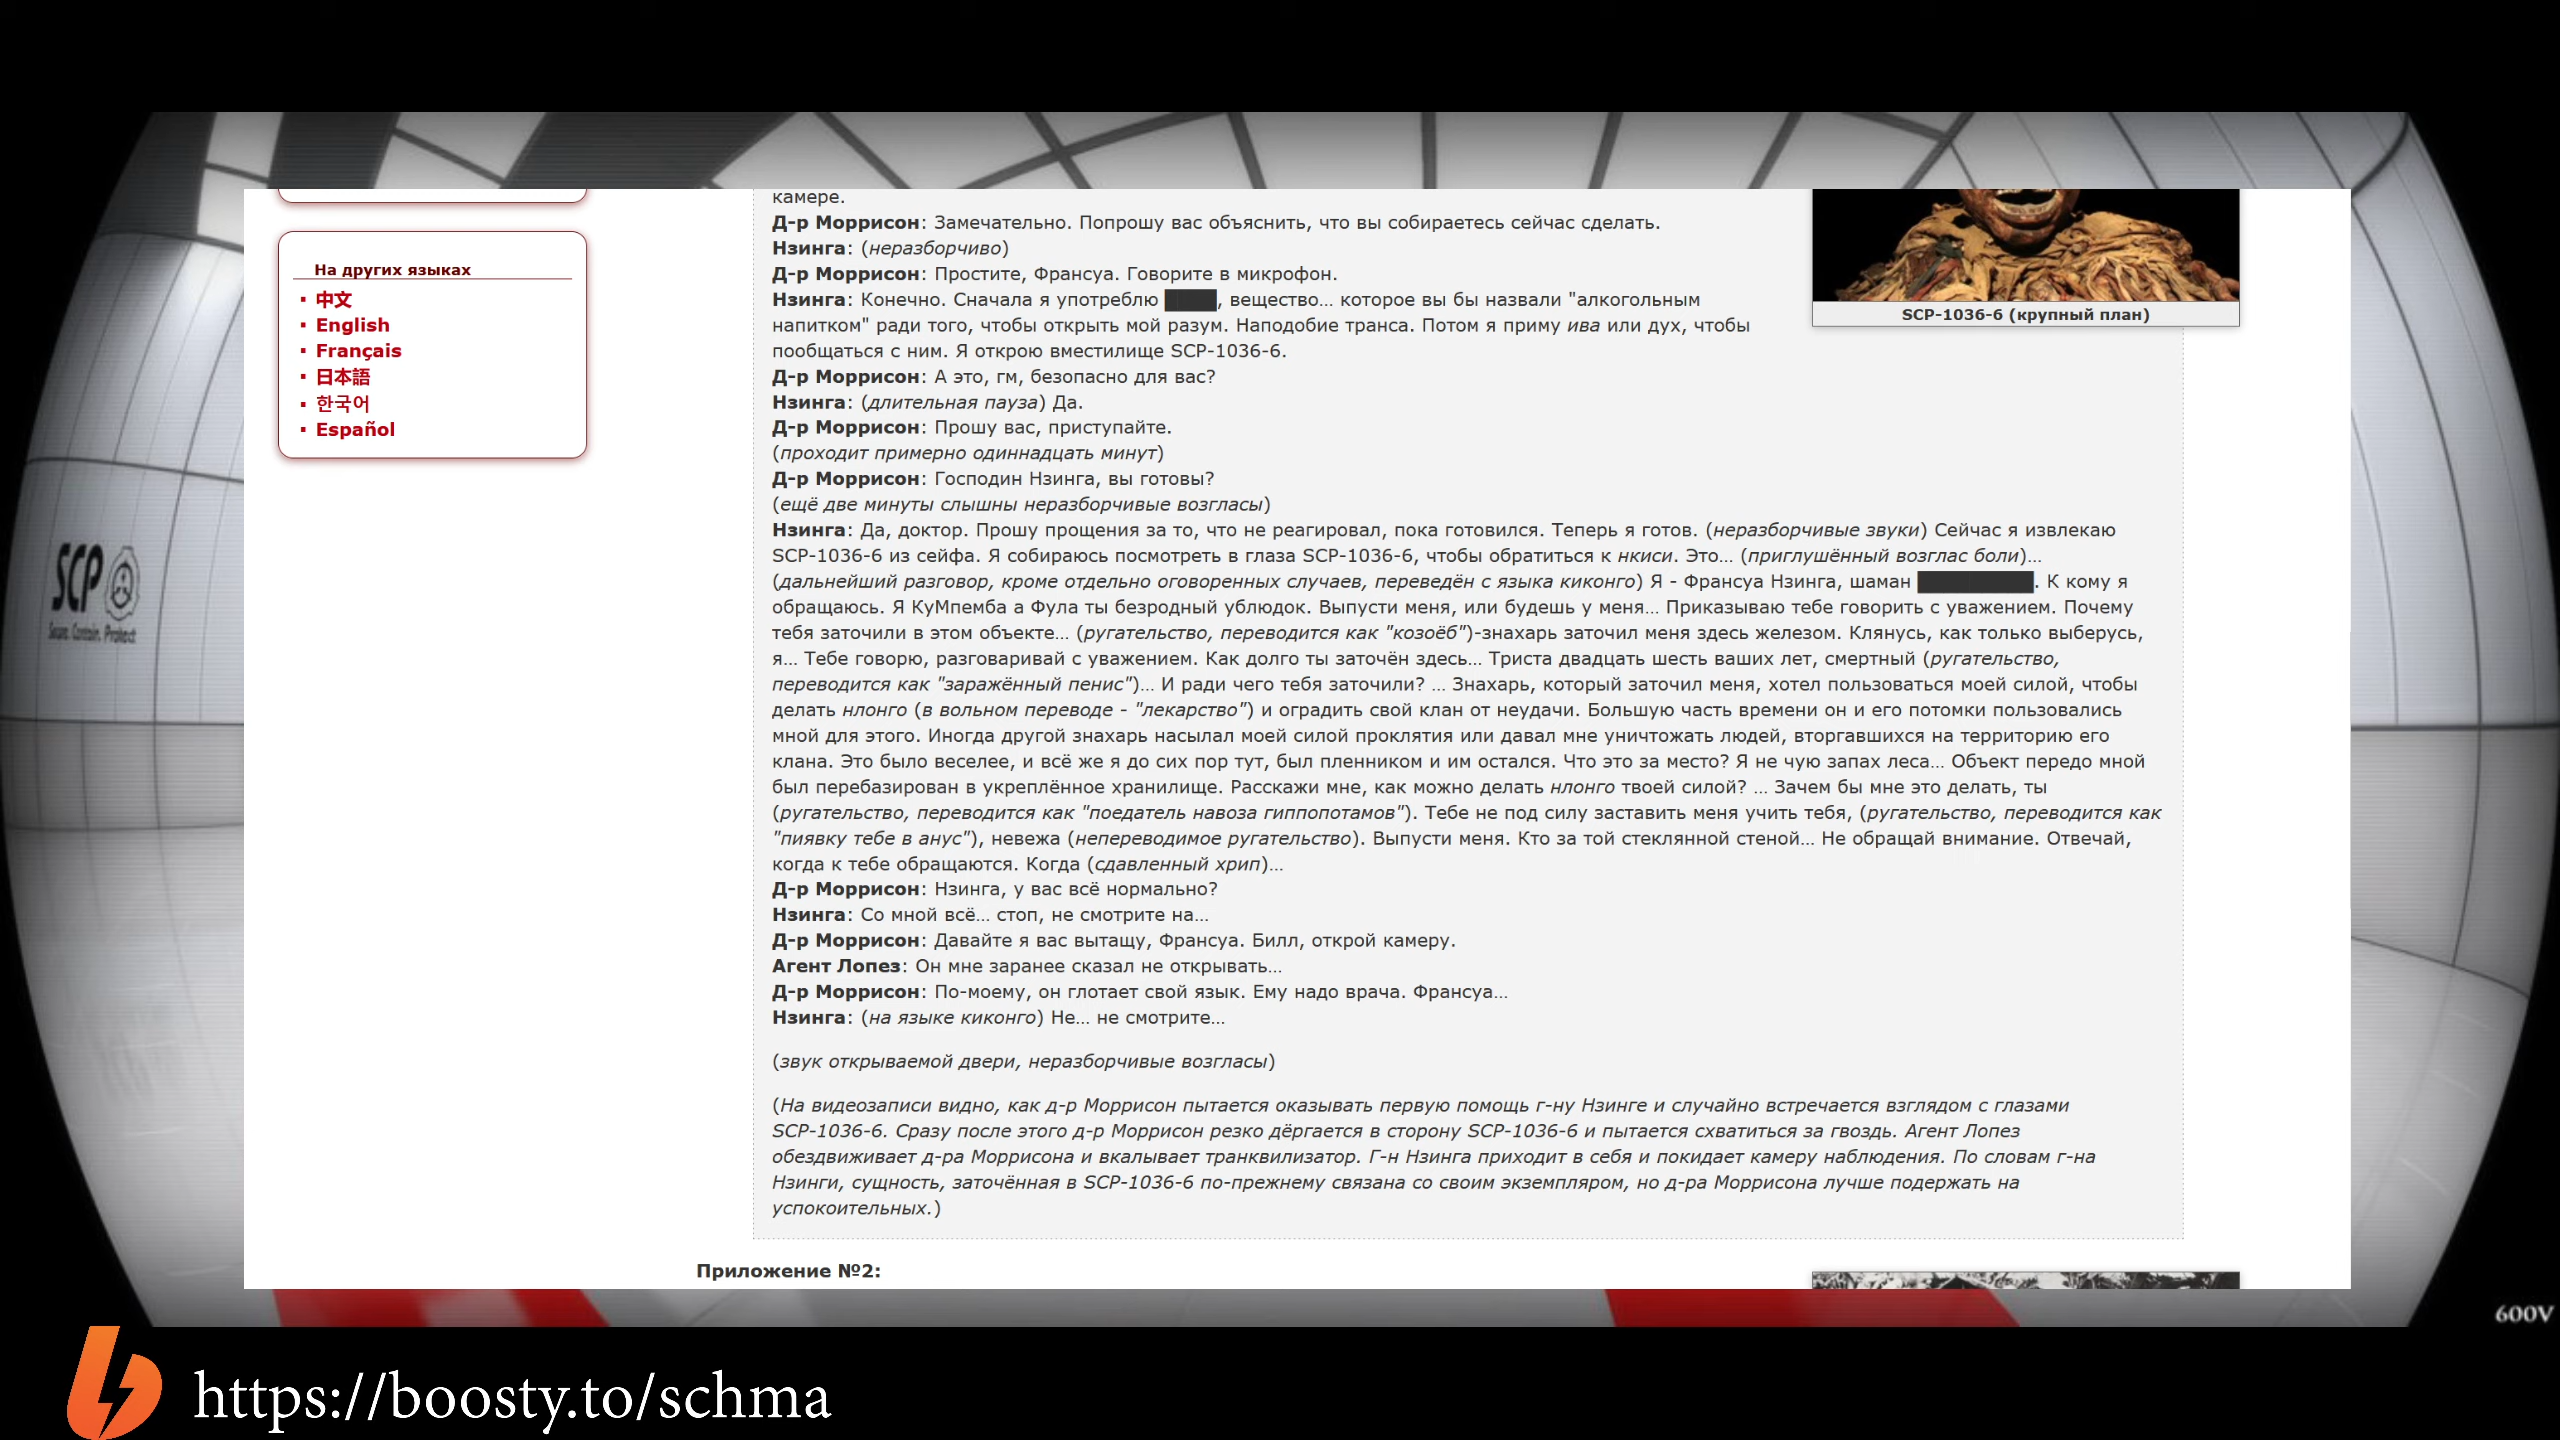 камере.
Д-р Моррисон: Замечательно. Попрошу вас объяснить, что вы собираетесь сейчас сделать.
Нзинга: (неразборчиво)
Д-р Моррисон: Простите, Франсуа. Говорите в микрофон.
Нзинга: Конечно. Сначала я употреблю ████, вещество… которое вы бы назвали "алкогольным
напитком" ради того, чтобы открыть мой разум. Наподобие транса. Потом я приму ива или дух, чтобы
пообщаться с ним. Я открою вместилище SCP-1036-6.
Д-р Моррисон: А это, гм, безопасно для вас?
Нзинга: (длительная пауза) Да.
Д-р Моррисон: Прошу вас, приступайте.
(проходит примерно одиннадцать минут)
Д-р Моррисон: Господин Нзинга, вы готовы?
(ещё две минуты слышны неразборчивые возгласы)
Нзинга: Да, доктор. Прошу прощения за то, что не реагировал, пока готовился. Теперь я готов. (неразборчивые звуки) Сейчас я извлекаю
SCP-1036-6 из сейфа. Я собираюсь посмотреть в глаза SCP-1036-6, чтобы обратиться к нкиси. Это… (приглушённый возглас боли)…
(дальнейший разговор, кроме отдельно оговоренных случаев, переведён с языка киконго) Я - Франсуа Нзинга, шаман █████████. К кому я
обращаюсь. Я КуМпемба а Фула ты безродный ублюдок. Выпусти меня, или будешь у меня… Приказываю тебе говорить с уважением. Почему
тебя заточили в этом объекте… (ругательство, переводится как "козоёб")-знахарь заточил меня здесь железом. Клянусь, как только выберусь,
я… Тебе говорю, разговаривай с уважением. Как долго ты заточён здесь… Триста двадцать шесть ваших лет, смертный (ругательство,
переводится как "заражённый пенис")… И ради чего тебя заточили? … Знахарь, который заточил меня, хотел пользоваться моей силой, чтобы
делать нлонго (в вольном переводе - "лекарство") и оградить свой клан от неудачи. Большую часть времени он и его потомки пользовались
мной для этого. Иногда другой знахарь насылал моей силой проклятия или давал мне уничтожать людей, вторгавшихся на территорию его
клана. Это было веселее, и всё же я до сих пор тут, был пленником и им остался. Что это за место? Я не чую запах леса… Объект передо мной
был перебазирован в укреплённое хранилище. Расскажи мне, как можно делать нлонго твоей силой? … Зачем бы мне это делать, ты
(ругательство, переводится как "поедатель навоза гиппопотамов"). Тебе не под силу заставить меня учить тебя, (ругательство, переводится как
"пиявку тебе в анус"), невежа (непереводимое ругательство). Выпусти меня. Кто за той стеклянной стеной… Не обращай внимание. Отвечай,
когда к тебе обращаются. Когда (сдавленный хрип)…
Д-р Моррисон: Нзинга, у вас всё нормально?
Нзинга: Со мной всё… стоп, не смотрите на…
Д-р Моррисон: Давайте я вас вытащу, Франсуа. Билл, открой камеру.
Агент Лопез: Он мне заранее сказал не открывать…
Д-р Моррисон: По-моему, он глотает свой язык. Ему надо врача. Франсуа…
Нзинга: (на языке киконго) Не… не смотрите…
(звук открываемой двери, неразборчивые возгласы)
(На видеозаписи видно, как д-р Моррисон пытается оказывать первую помощь г-ну Нзинге и случайно встречается взглядом с глазами
SCP-1036-6. Сразу после этого д-р Моррисон резко дёргается в сторону SCP-1036-6 и пытается схватиться за гвоздь. Агент Лопез
обездвиживает д-ра Моррисона и вкалывает транквилизатор. Г-н Нзинга приходит в себя и покидает камеру наблюдения. По словам г-на
Нзинги, сущность, заточённая в SCP-1036-6 по-прежнему связана со своим экземпляром, но д-ра Моррисона лучше подержать на
успокоительных.)
Приложение №2:
SCP-1036-6 (крупный план)
На других языках
中文
English
Français
日本語
한국어
Español
SCP
Secure. Contain. Protect
600V
https://boosty.to/schma